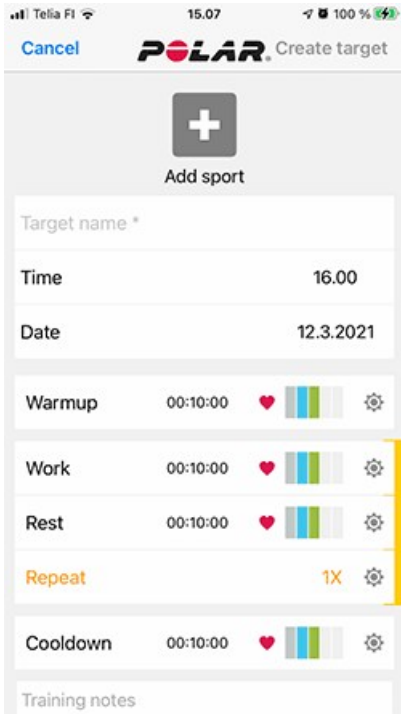 Telia FI 15.07 100 %
Cancel POLAR. Create target
Add sport
Target name *
Time 16.00
Date 12.3.2021
Warmup 00:10:00
Work 00:10:00
Rest 00:10:00
Repeat 1X
Cooldown 00:10:00
Training notes